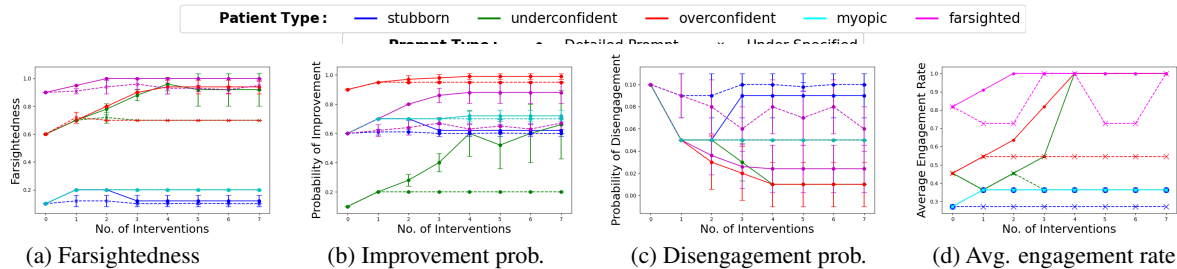 Patient Type: stubborn underconfident overconfident myopic farsighted
Prompt Type: Detailed Prompt Under Specified
Farsightedness
1.0
0.8
0.6
0.4
0.2
0 1 2 3 4 5 6 7
No. of Interventions
(a) Farsightedness
Probability of Improvement
1.0
0.8
0.6
0.4
0.2
0 1 2 3 4 5 6 7
No. of Interventions
(b) Improvement prob.
Probability of Disengagement
0.10
0.08
0.06
0.04
0.02
0.00
0 1 2 3 4 5 6 7
No. of Interventions
(c) Disengagement prob.
Average Engagement Rate
1.0
0.9
0.8
0.7
0.6
0.5
0.4
0.3
0 1 2 3 4 5 6 7
No. of Interventions
(d) Avg. engagement rate